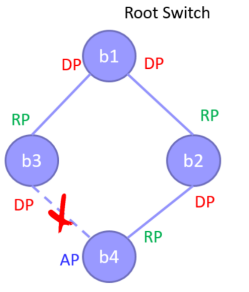 Root Switch
b1
DP DP
RP RP
b3 b2
DP DP
RP
AP b4